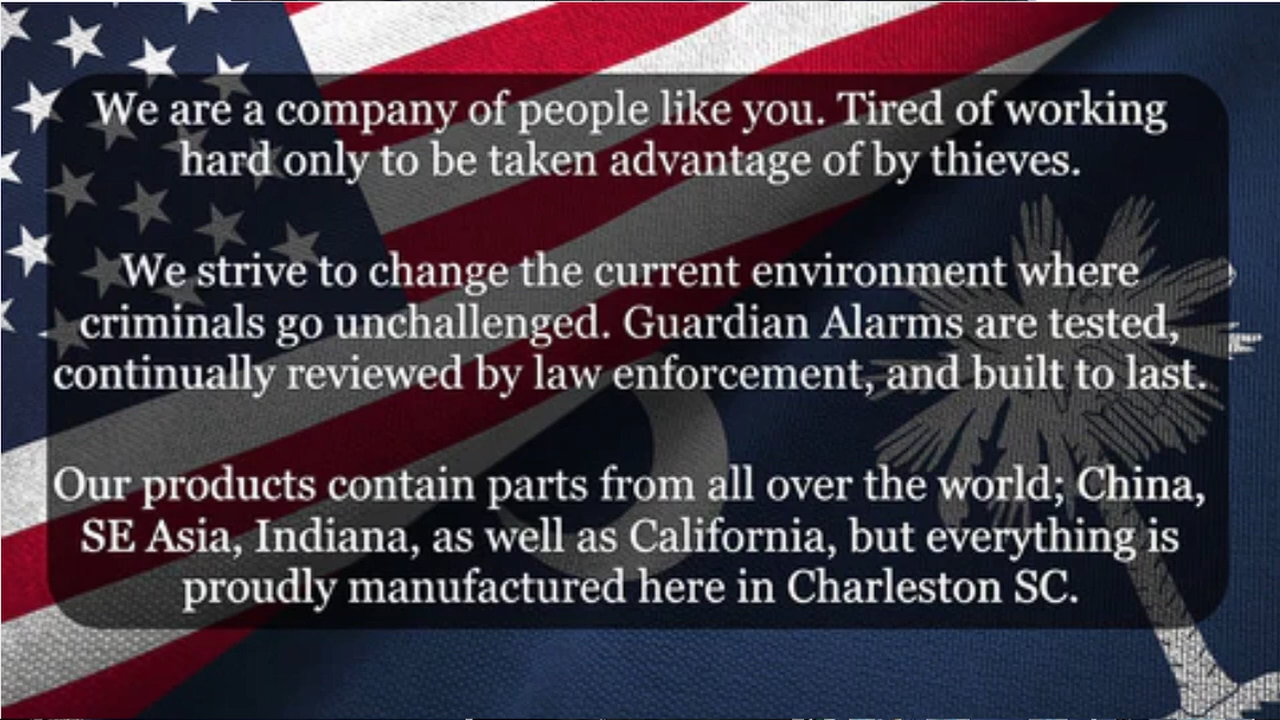 We are a company of people like you. Tired of working
hard only to be taken advantage of by thieves.
We strive to change the current environment where
criminals go unchallenged. Guardian Alarms are tested,
continually reviewed by law enforcement, and built to last.
Our products contain parts from all over the world; China,
SE Asia, Indiana, as well as California, but everything is
proudly manufactured here in Charleston SC.